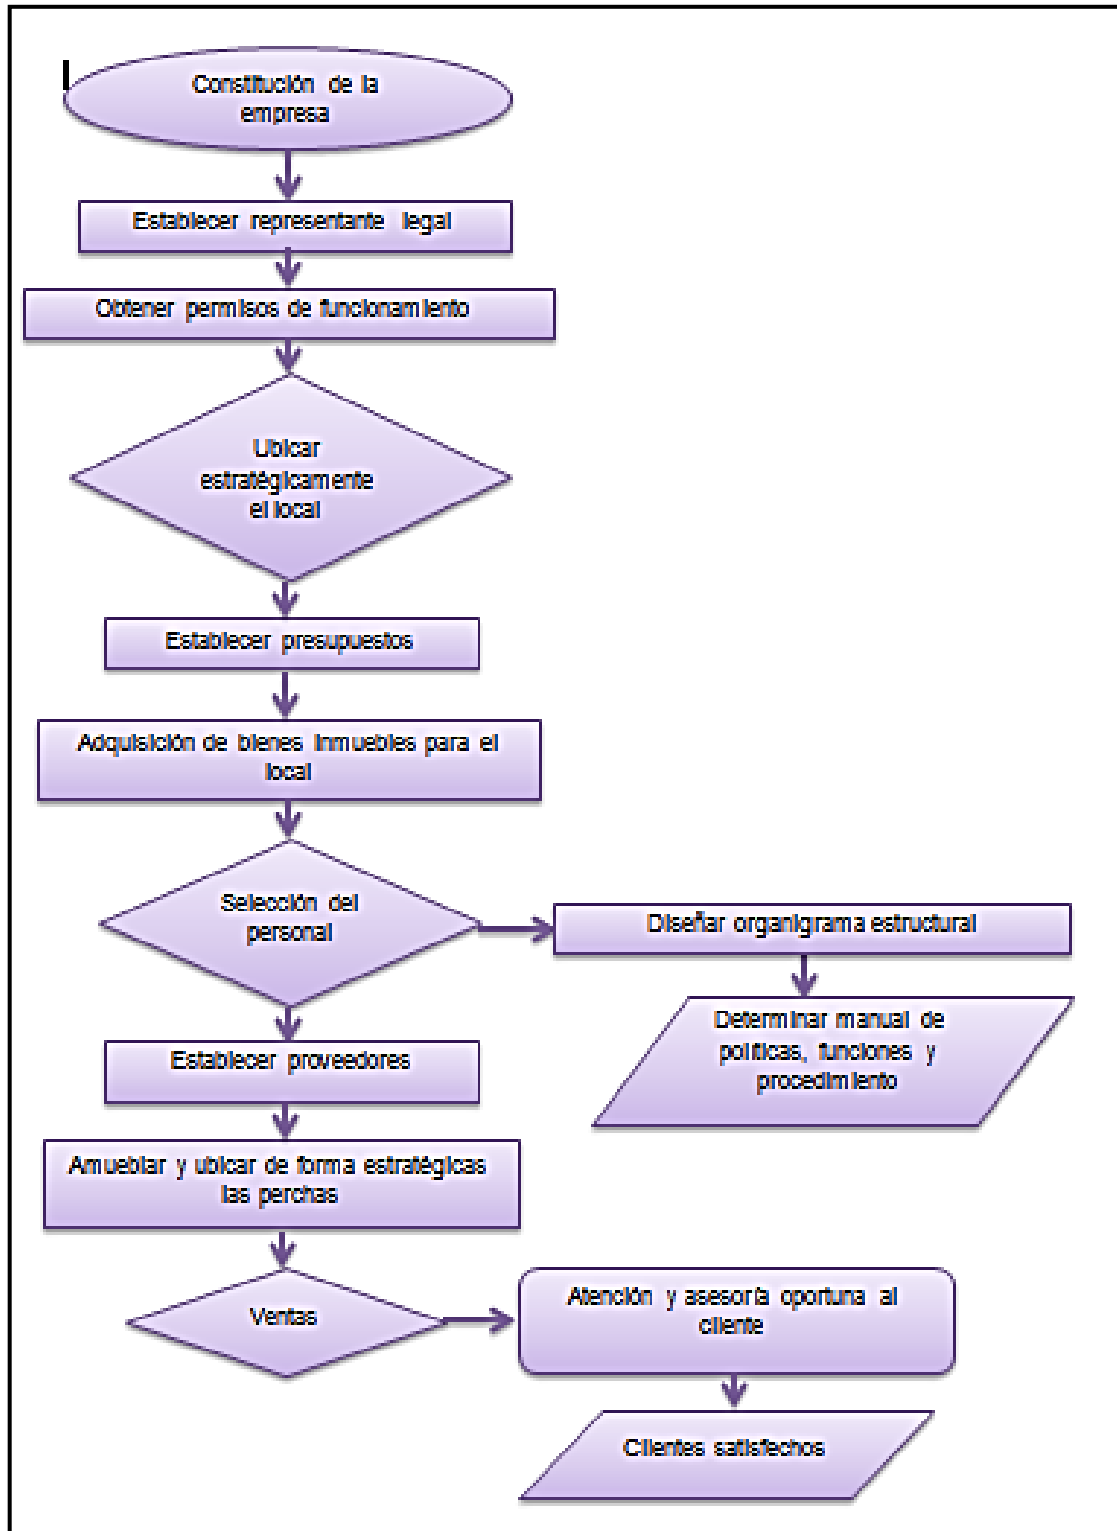 Constitución de la
empresa
Establecer representante legal
Obtener permisos de funcionamiento
Ubicar
estratégicamente
el local
Establecer presupuestos
Adquisición de bienes inmuebles para el
local
Selección del
personal
Diseñar organigrama estructural
Determinar manual de
políticas, funciones y
procedimiento
Establecer proveedores
Amueblar y ubicar de forma estratégicas
las perchas
Ventas
Atención y asesoría oportuna al
cliente
Clientes satisfechos